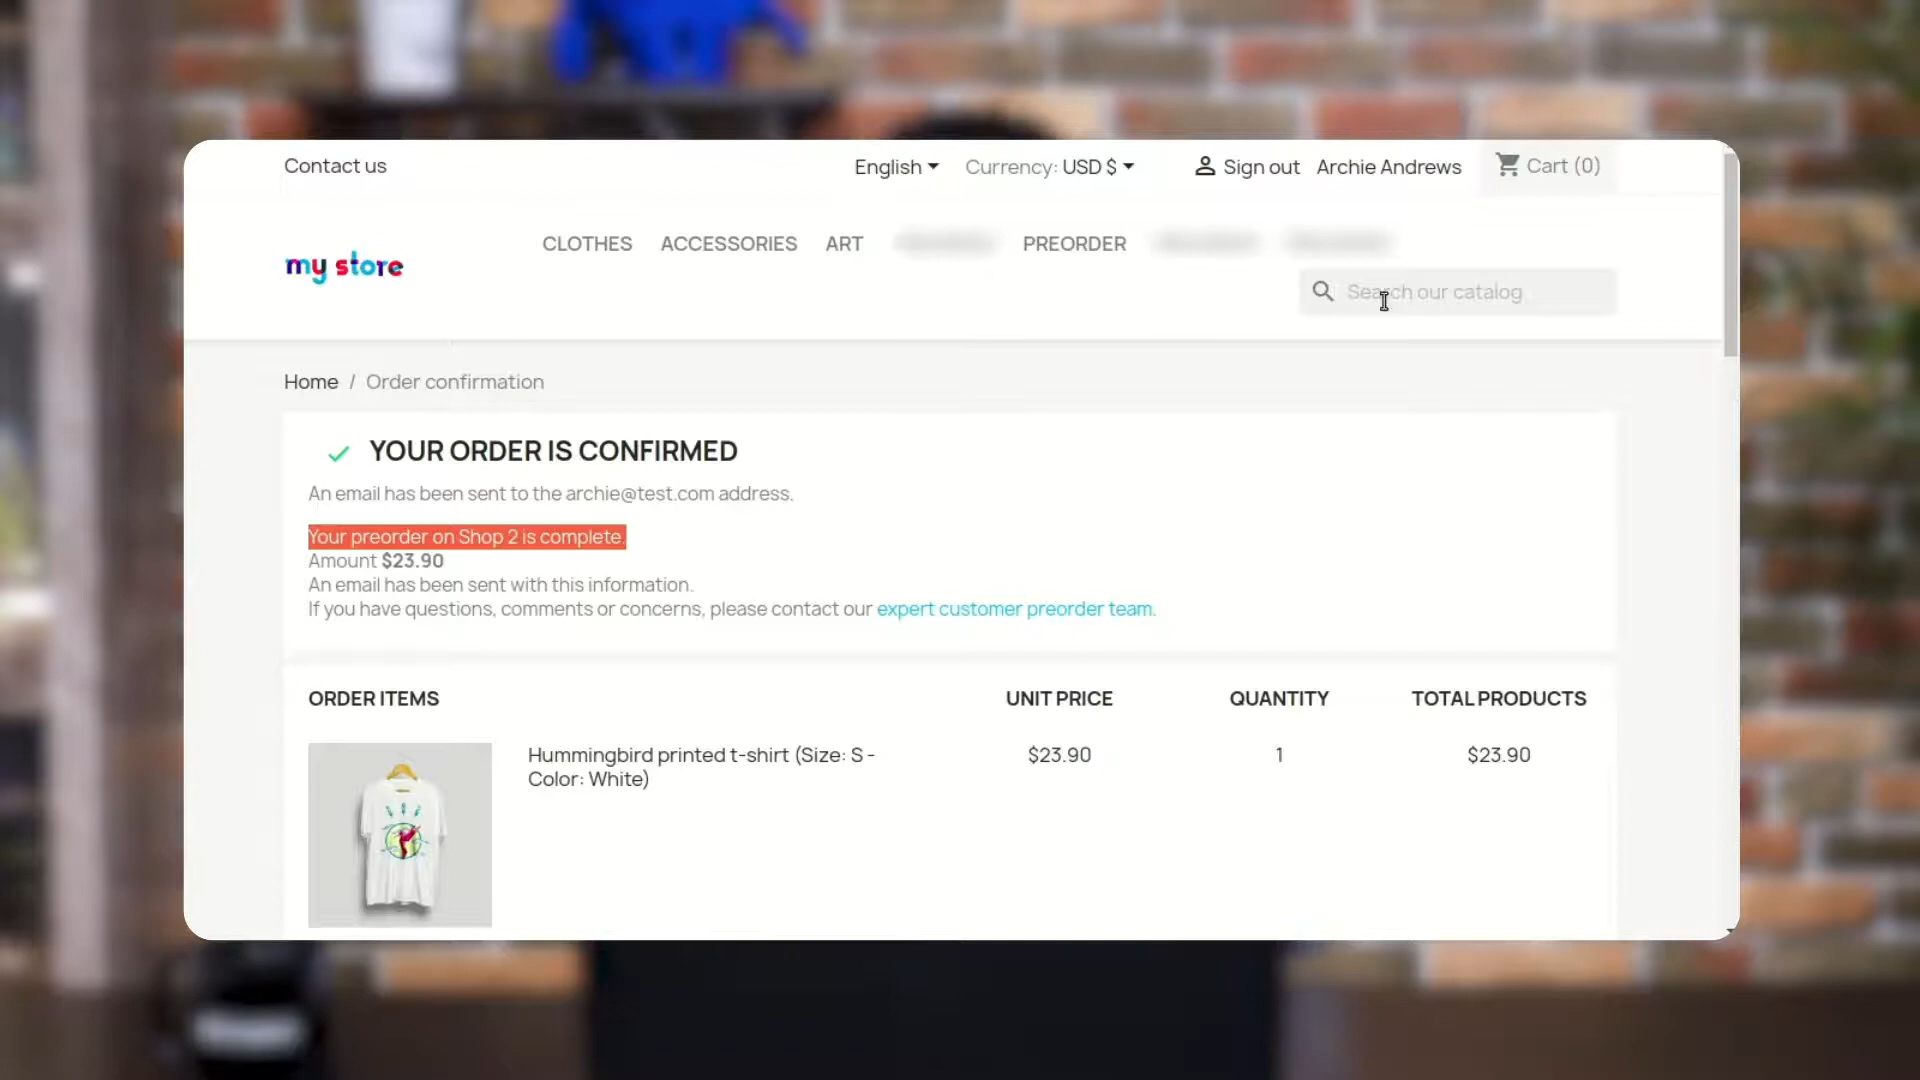 Contact us
English
Currency: USD $
Sign out
Archie Andrews
Cart (0)
my store
CLOTHES
ACCESSORIES
ART
PREORDER
Search our catalog
Home / Order confirmation
YOUR ORDER IS CONFIRMED
An email has been sent to the archie@test.com address.
Your preorder on Shop 2 is complete.
Amount $23.90
An email has been sent with this information.
If you have questions, comments or concerns, please contact our expert customer preorder team.
ORDER ITEMS
UNIT PRICE
QUANTITY
TOTAL PRODUCTS
Hummingbird printed t-shirt (Size: S -
Color: White)
$23.90
1
$23.90